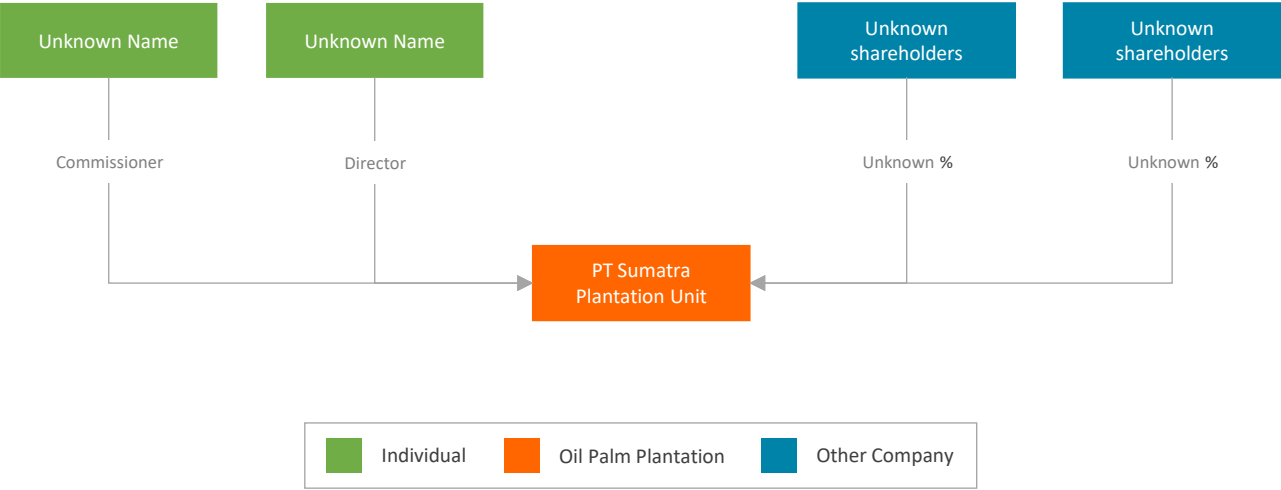 Unknown Name
Unknown Name
Unknown
shareholders
Unknown
shareholders
Commissioner
Director
Unknown %
Unknown %
PT Sumatra
Plantation Unit
Individual
Oil Palm Plantation
Other Company